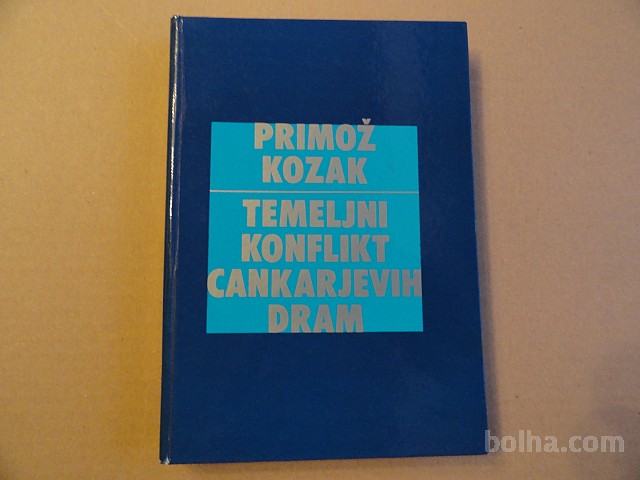 PRIMOŽ
KOZAK
TEMELJNI
KONFLIKT
CANKARJEVIH
DRAM
bolha.com